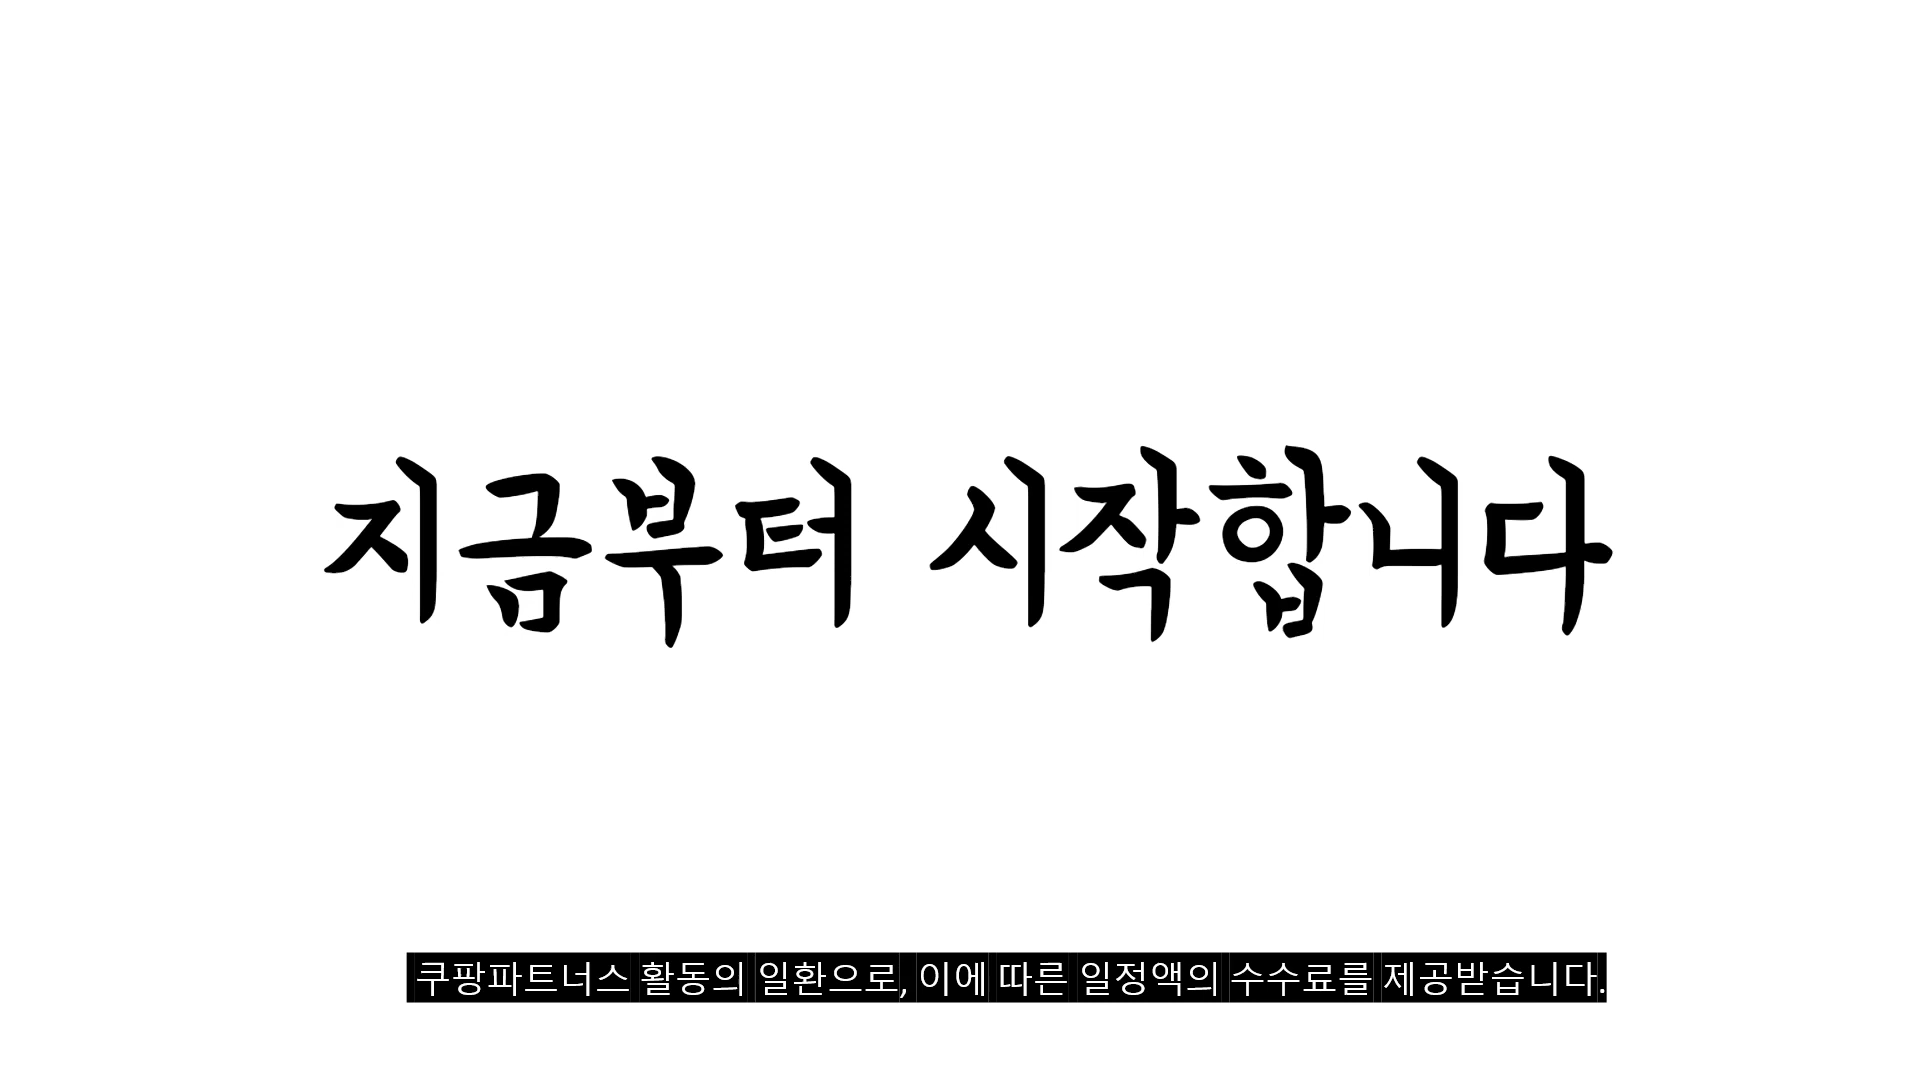 지금부터 시작합니다
쿠팡파트너스 활동의 일환으로, 이에 따른 일정액의 수수료를 제공받습니다.